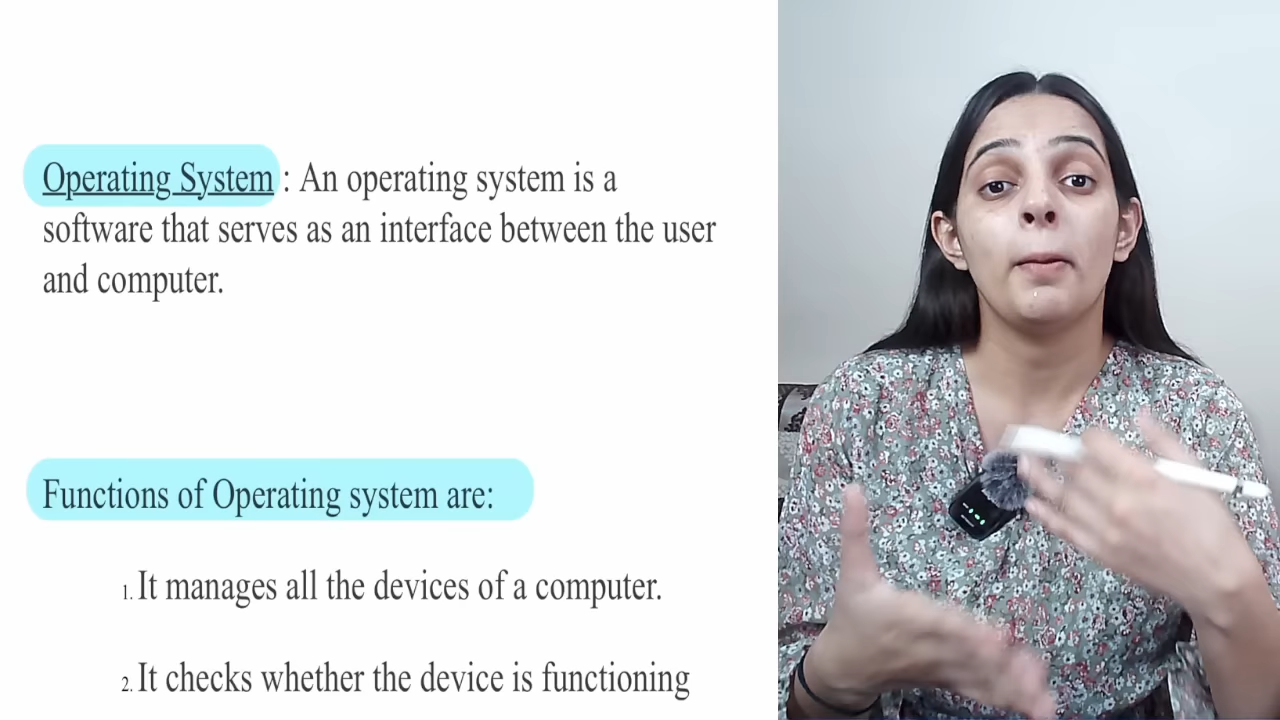 Operating System : An operating system is a
software that serves as an interface between the user
and computer.
Functions of Operating system are:
1. It manages all the devices of a computer.
2. It checks whether the device is functioning